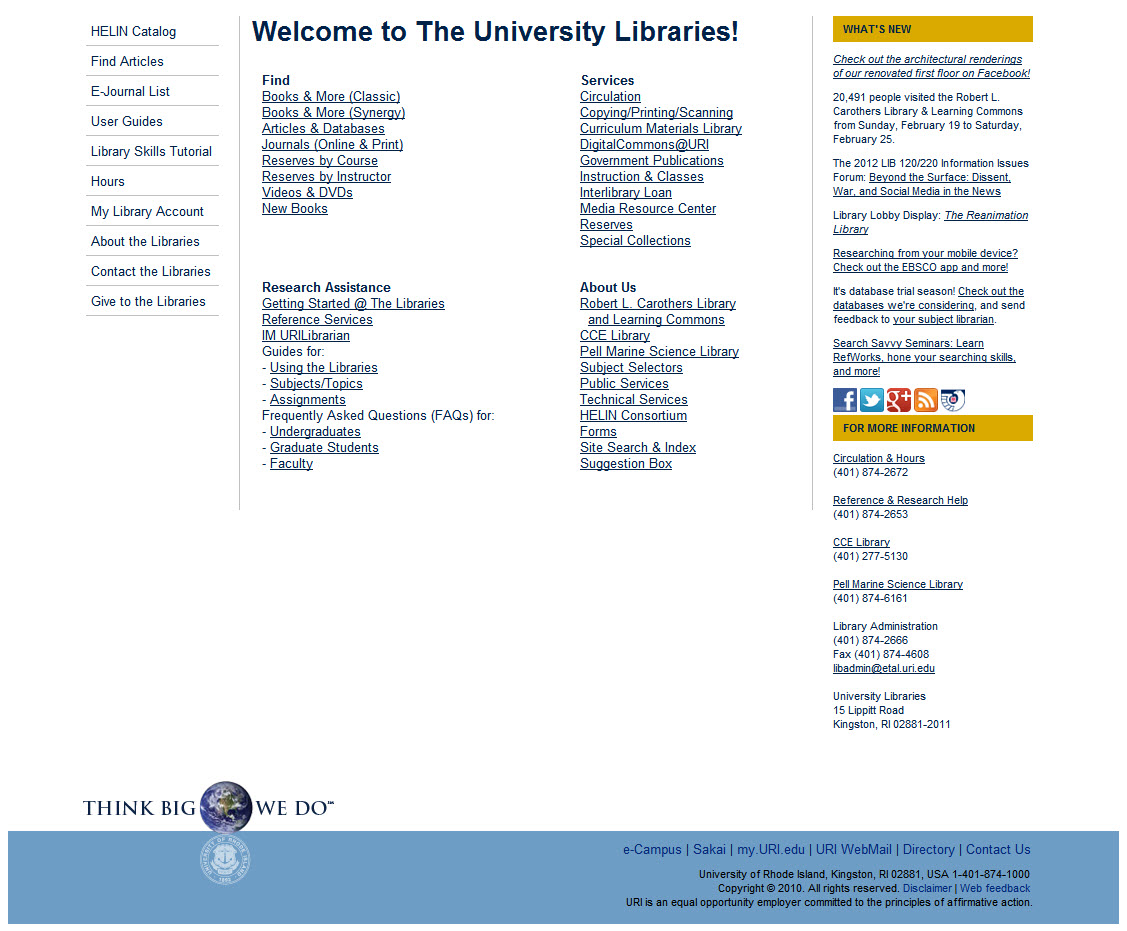 HELIN Catalog
Find Articles
E-Journal List
User Guides
Library Skills Tutorial
Hours
My Library Account
About the Libraries
Contact the Libraries
Give to the Libraries
Welcome to The University Libraries!
Find
Books & More (Classic)
Books & More (Synergy)
Articles & Databases
Journals (Online & Print)
Reserves by Course
Reserves by Instructor
Videos & DVDs
New Books
Services
Circulation
Copying/Printing/Scanning
Curriculum Materials Library
DigitalCommons@URI
Government Publications
Instruction & Classes
Interlibrary Loan
Media Resource Center
Reserves
Special Collections
Research Assistance
Getting Started @ The Libraries
Reference Services
IM URILibrarian
Guides for:
- Using the Libraries
- Subjects/Topics
- Assignments
Frequently Asked Questions (FAQs) for:
- Undergraduates
- Graduate Students
- Faculty
About Us
Robert L. Carothers Library
and Learning Commons
CCE Library
Pell Marine Science Library
Subject Selectors
Public Services
Technical Services
HELIN Consortium
Forms
Site Search & Index
Suggestion Box
WHAT'S NEW
Check out the architectural renderings
of our renovated first floor on Facebook!
20,491 people visited the Robert L.
Carothers Library & Learning Commons
from Sunday, February 19 to Saturday,
February 25.
The 2012 LIB 120/220 Information Issues
Forum: Beyond the Surface: Dissent,
War, and Social Media in the News
Library Lobby Display: The Reanimation
Library
Researching from your mobile device?
Check out the EBSCO app and more!
It's database trial season! Check out the
databases we're considering, and send
feedback to your subject librarian.
Search Savvy Seminars: Learn
RefWorks, hone your searching skills,
and more!
FOR MORE INFORMATION
Circulation & Hours
(401) 874-2672
Reference & Research Help
(401) 874-2653
CCE Library
(401) 277-5130
Pell Marine Science Library
(401) 874-6161
Library Administration
(401) 874-2666
Fax (401) 874-4608
libadmin@etal.uri.edu
University Libraries
15 Lippitt Road
Kingston, RI 02881-2011
THINK BIG WE DO℠
UNIVERSITY OF RHODE ISLAND
1892
e-Campus | Sakai | my.URI.edu | URI WebMail | Directory | Contact Us
University of Rhode Island, Kingston, RI 02881, USA 1-401-874-1000
Copyright © 2010. All rights reserved. Disclaimer | Web feedback
URI is an equal opportunity employer committed to the principles of affirmative action.